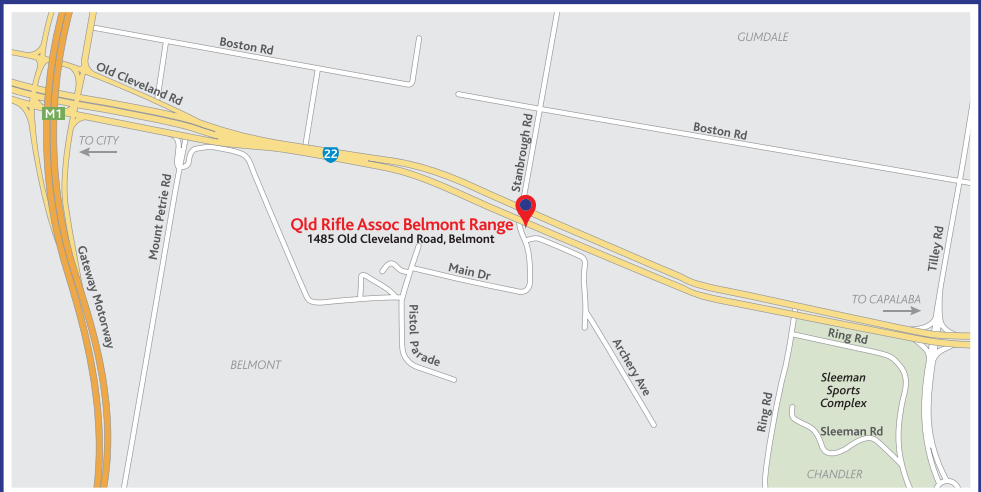 GUMDALE
Boston Rd
Old Cleveland Rd
M1
TO CITY
22
Boston Rd
Stanbrough Rd
Mount Petrie Rd
Qld Rifle Assoc Belmont Range
1485 Old Cleveland Road, Belmont
Tilley Rd
Gateway Motorway
Main Dr
TO CAPALABA
Pistol Parade
Ring Rd
BELMONT
Archery Ave
Sleeman
Sports
Complex
Ring Rd
Sleeman Rd
CHANDLER